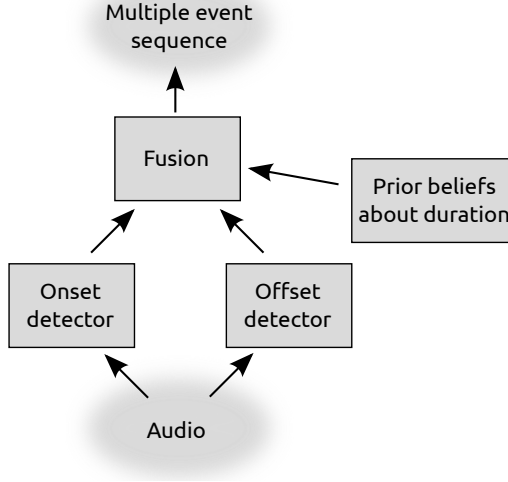 Multiple event
sequence
Fusion
Prior beliefs
about duration
Onset
detector
Offset
detector
Audio